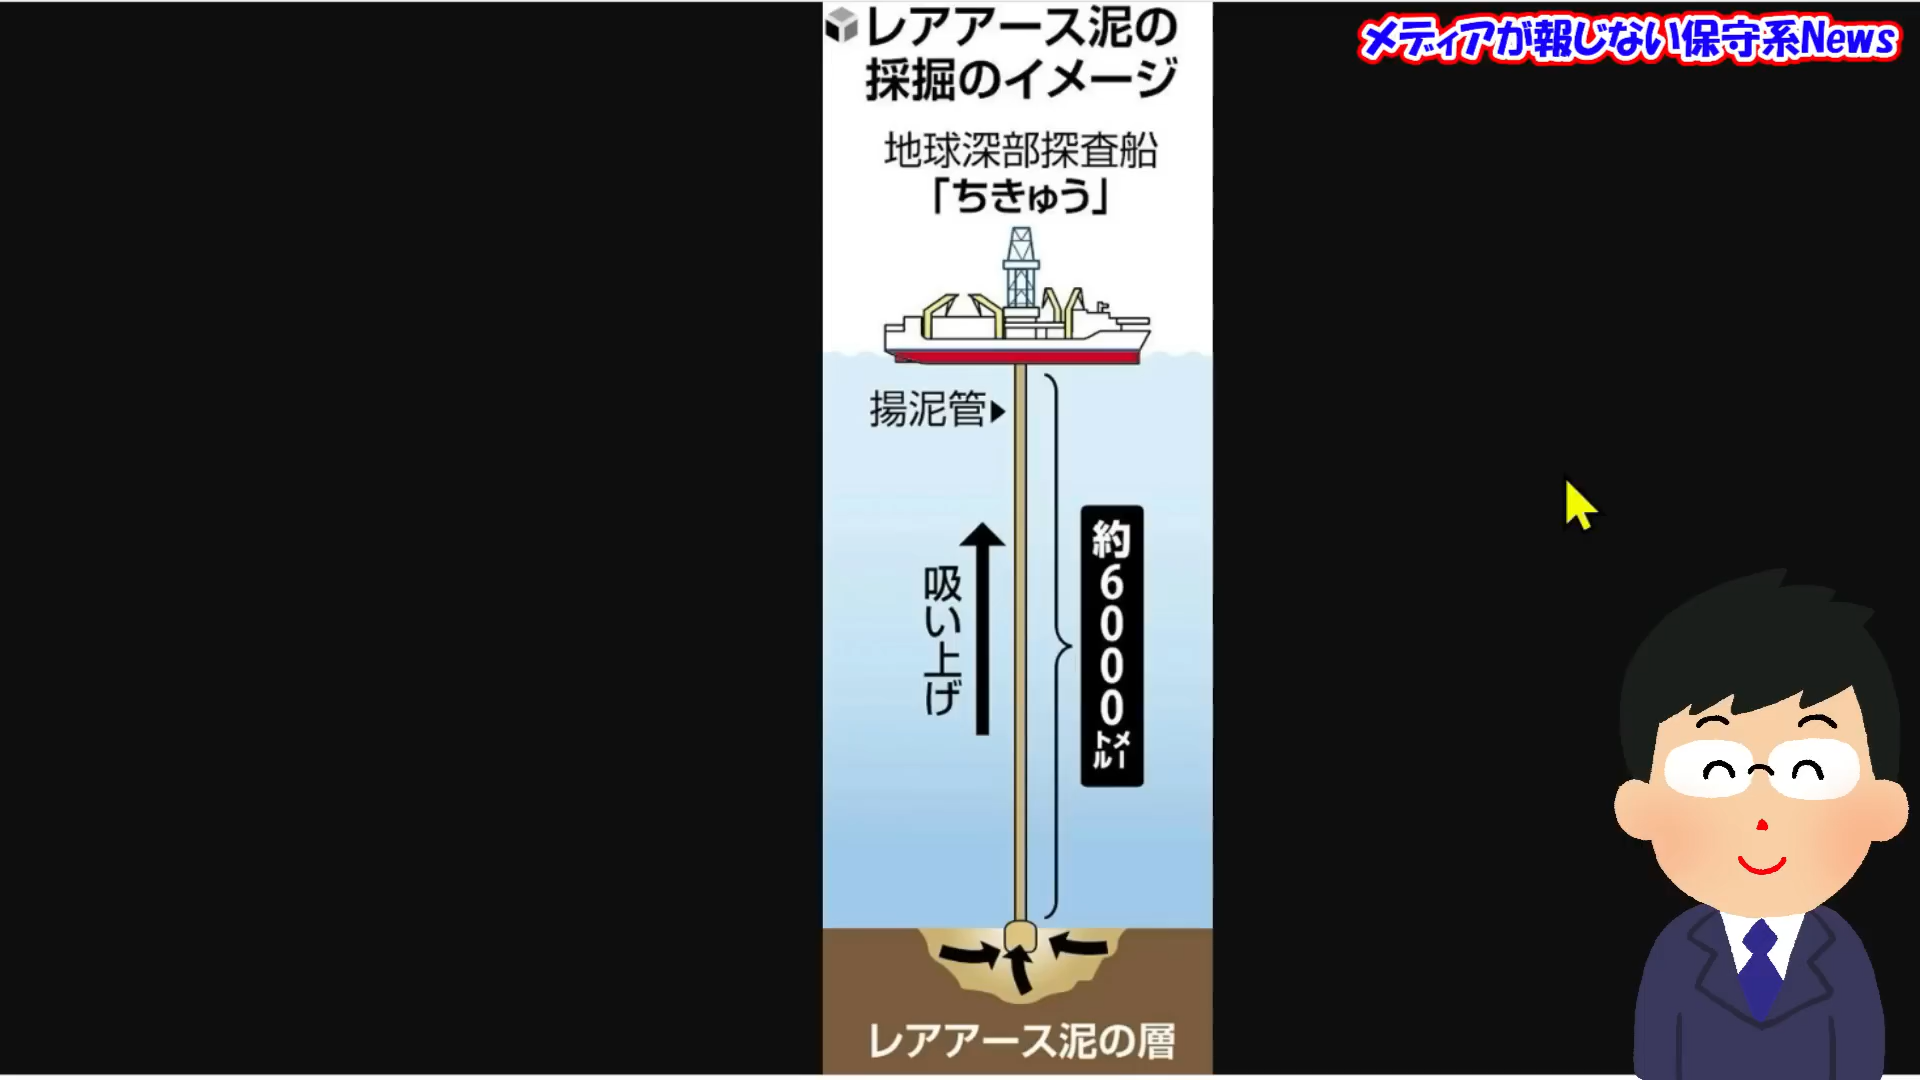 メディアが報じない保守系News
レアアース泥の
採掘のイメージ
地球深部探査船
「ちきゅう」
揚泥管
吸い上げ
約6000メートル
レアアース泥の層